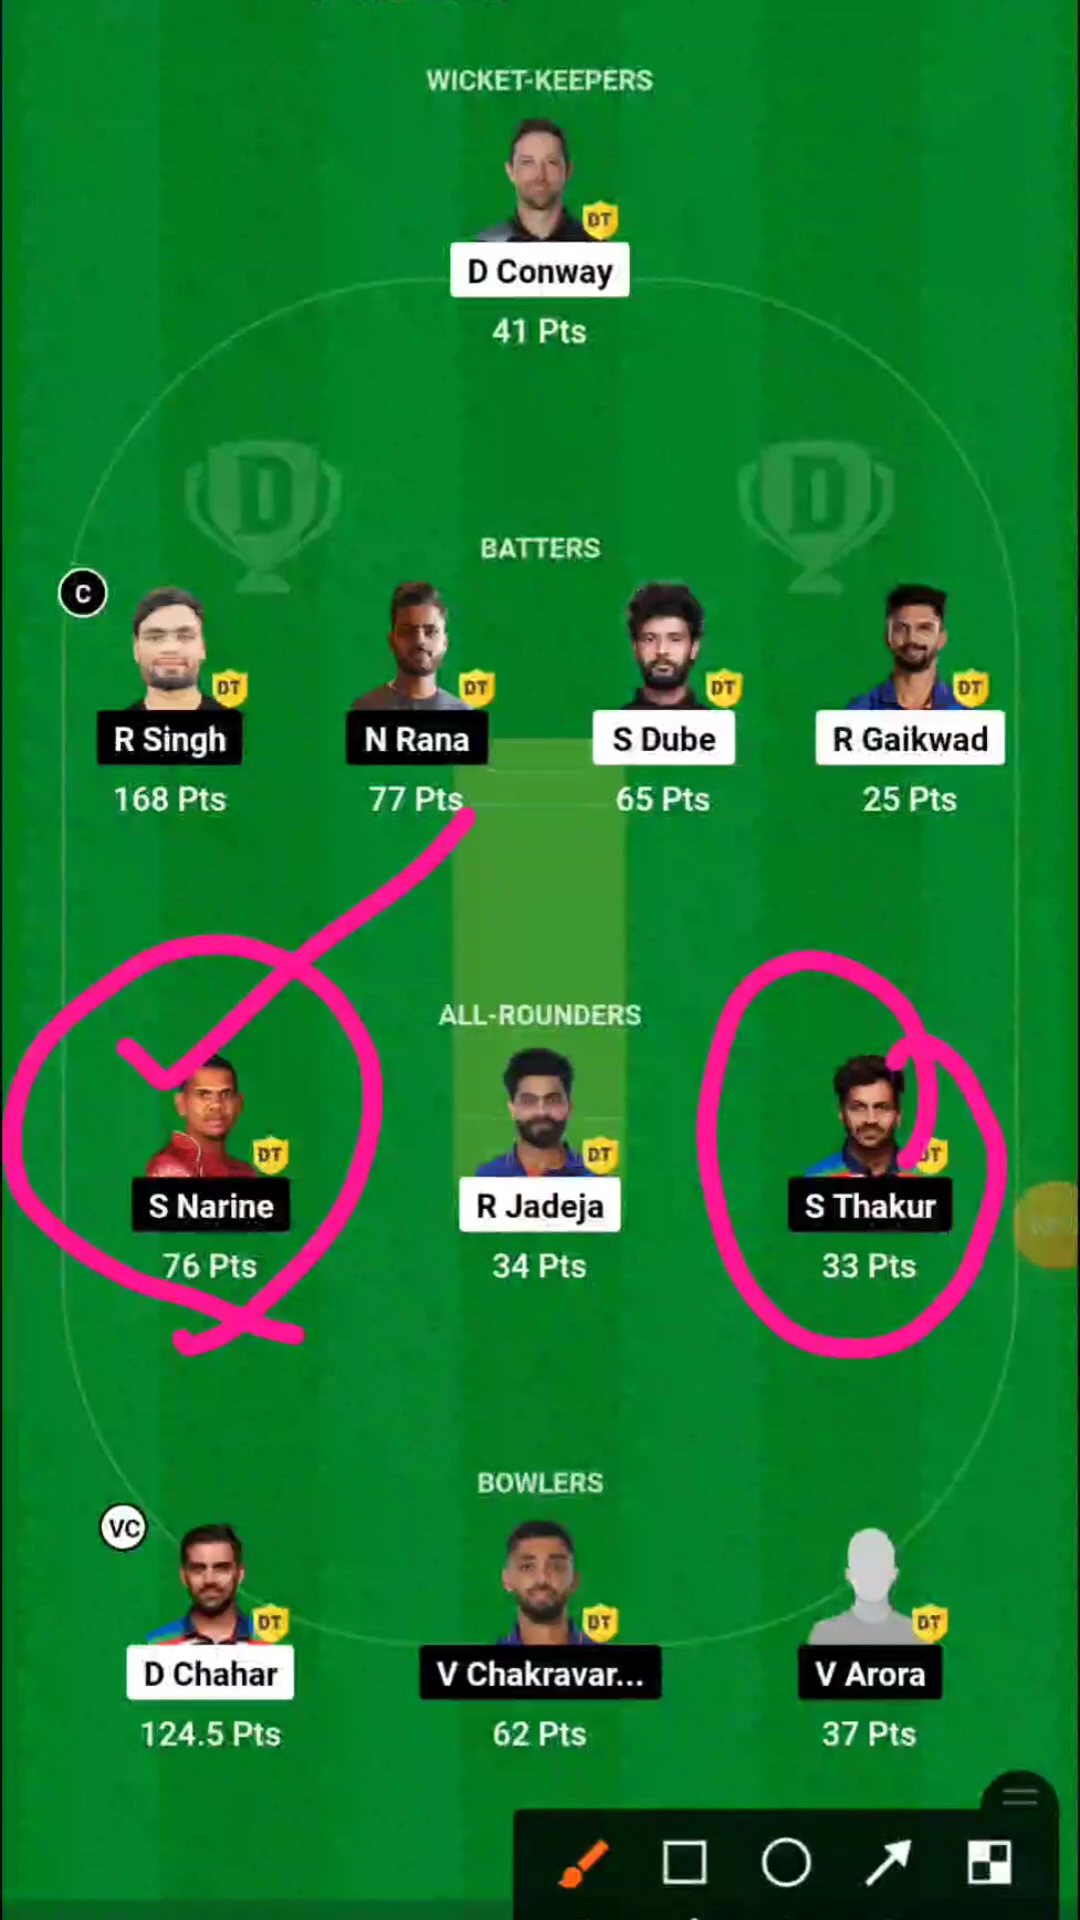 WICKET-KEEPERS
DT
D Conway
41 Pts
D D
BATTERS
C
DT DT DT DT
R Singh N Rana S Dube R Gaikwad
168 Pts 77 Pts 65 Pts 25 Pts
ALL-ROUNDERS
DT DT DT
S Narine R Jadeja S Thakur
76 Pts 34 Pts 33 Pts
BOWLERS
VC
DT DT DT
D Chahar V Chakravar... V Arora
124.5 Pts 62 Pts 37 Pts